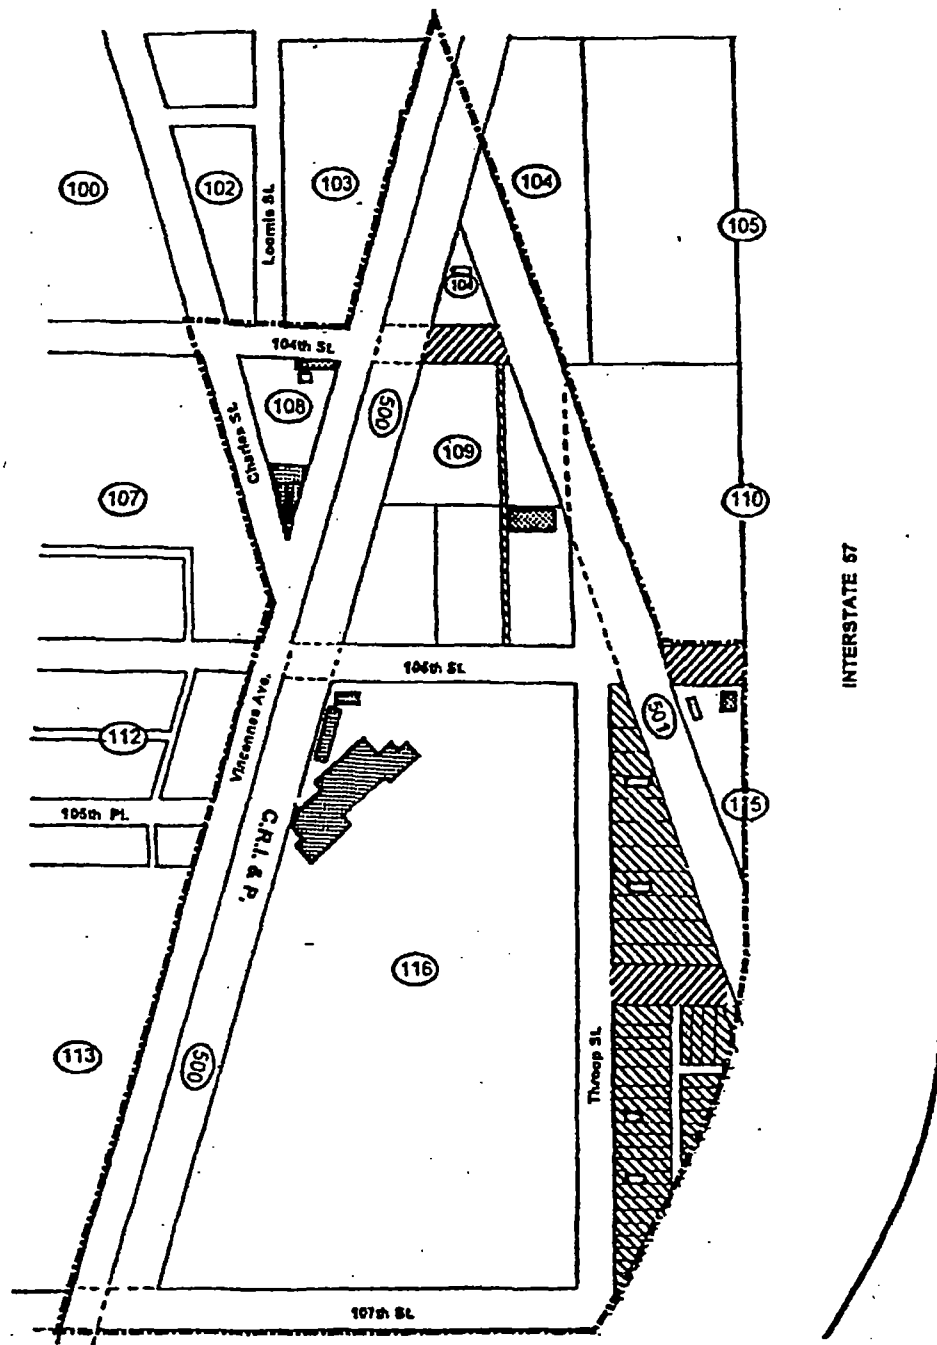 100
102
103
104
105
Loomis St.
104
104th St.
108
500
Charles St.
109
107
110
INTERSTATE 57
105th St.
Vincennes Ave.
501
112
105th Pl.
115
C.R.I. & P.
116
113
500
Throop St.
107th St.